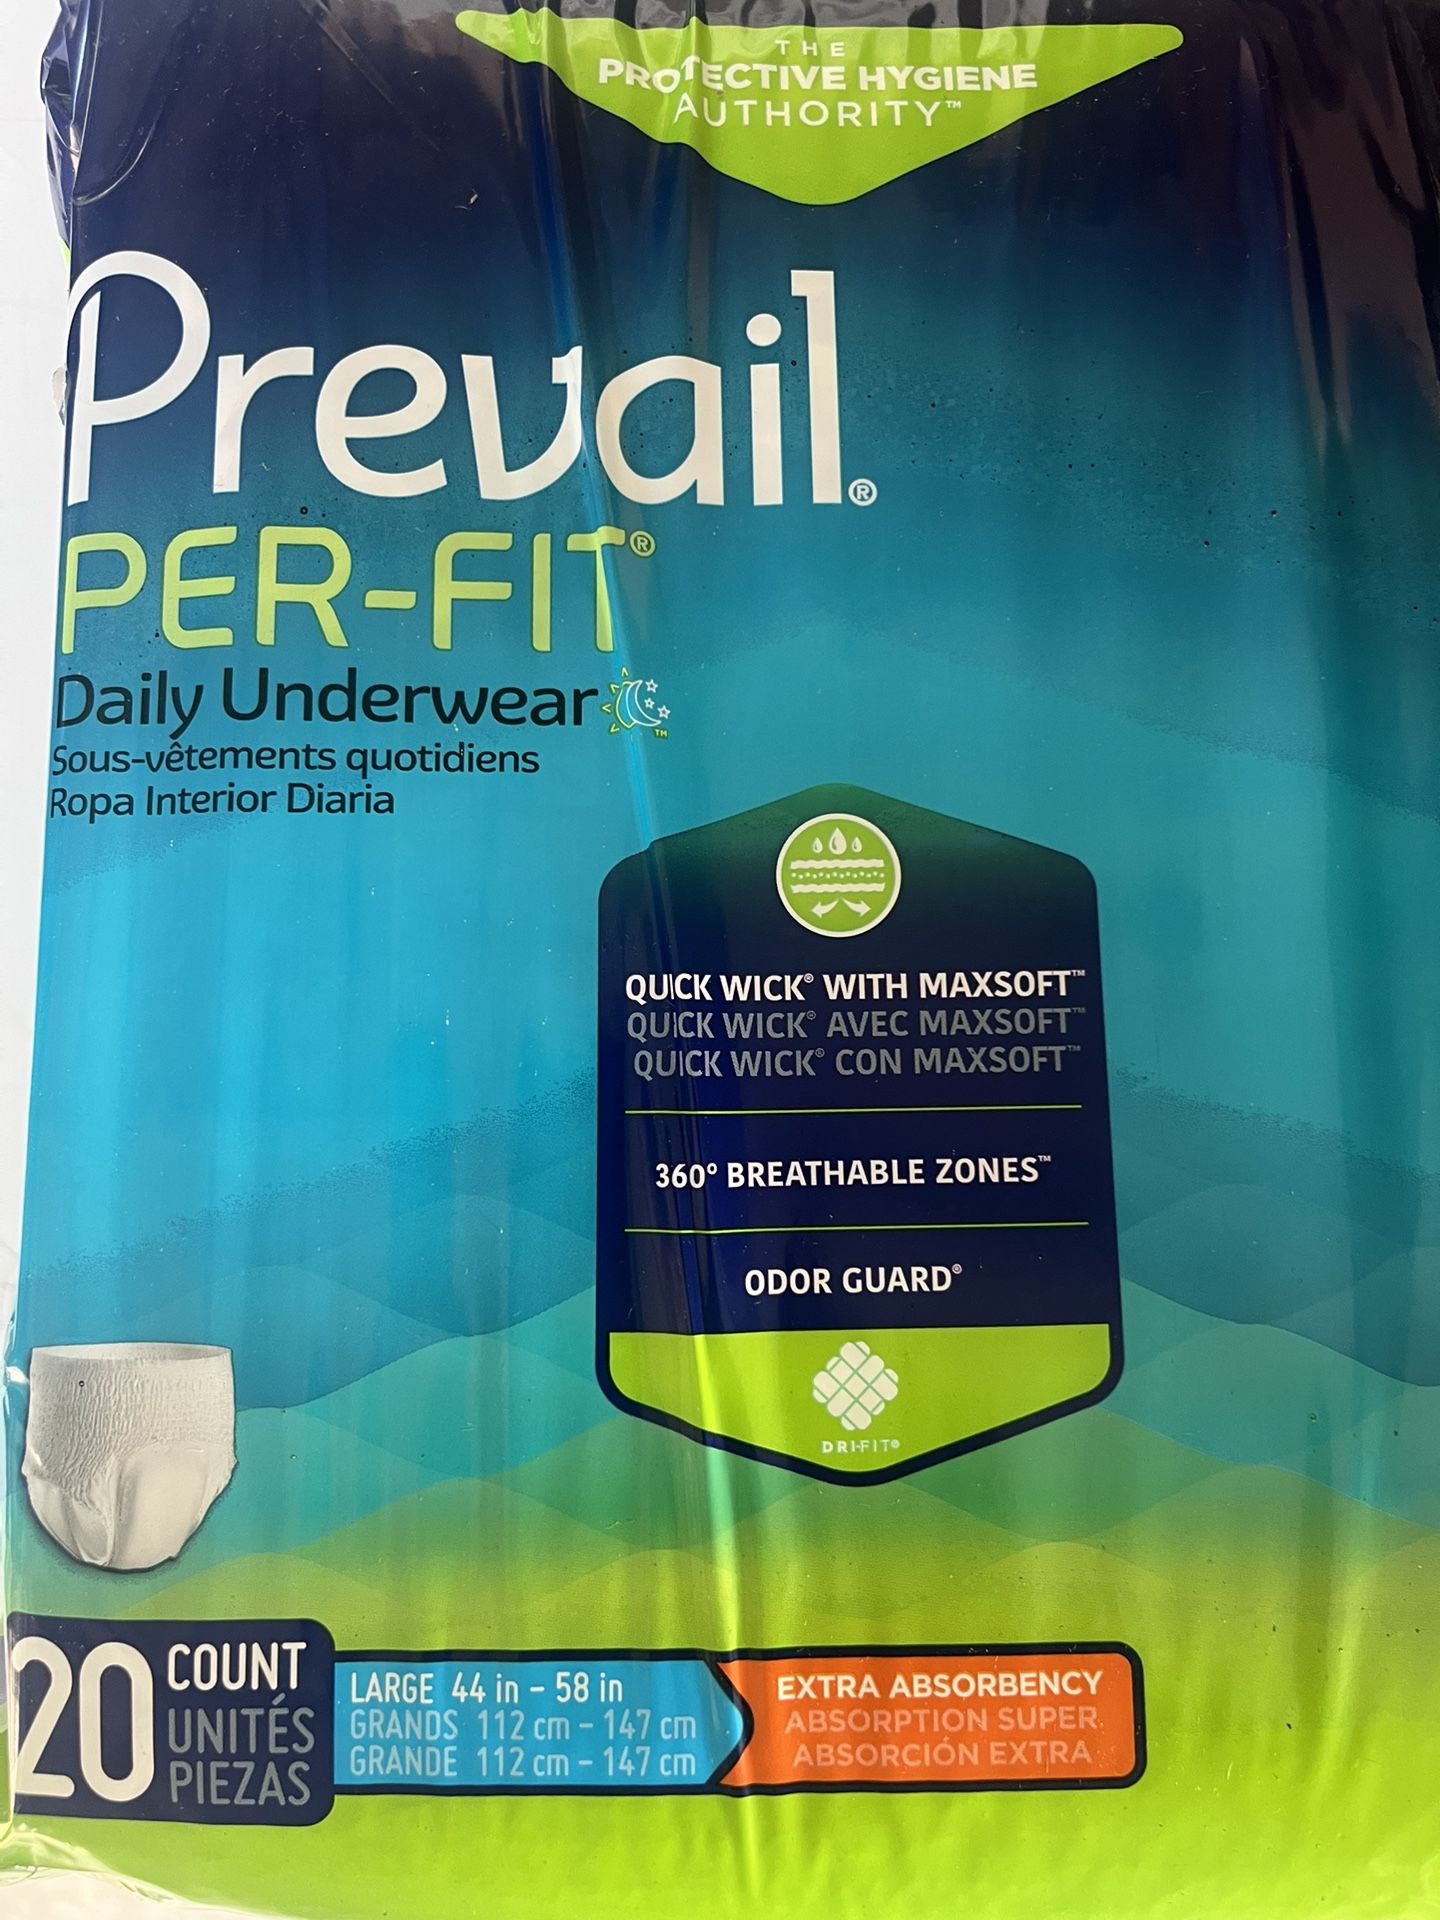 THE
PROTECTIVE HYGIENE
AUTHORITY™
Prevail®
PER-FIT®
Daily Underwear™
Sous-vêtements quotidiens
Ropa Interior Diaria
QUICK WICK® WITH MAXSOFT™
QUICK WICK® AVEC MAXSOFT™
QUICK WICK® CON MAXSOFT™
360° BREATHABLE ZONES™
ODOR GUARD®
DRI-FIT®
20 COUNT
UNITÉS
PIEZAS
LARGE 44 in – 58 in
GRANDS 112 cm – 147 cm
GRANDE 112 cm – 147 cm
EXTRA ABSORBENCY
ABSORPTION SUPER
ABSORCIÓN EXTRA